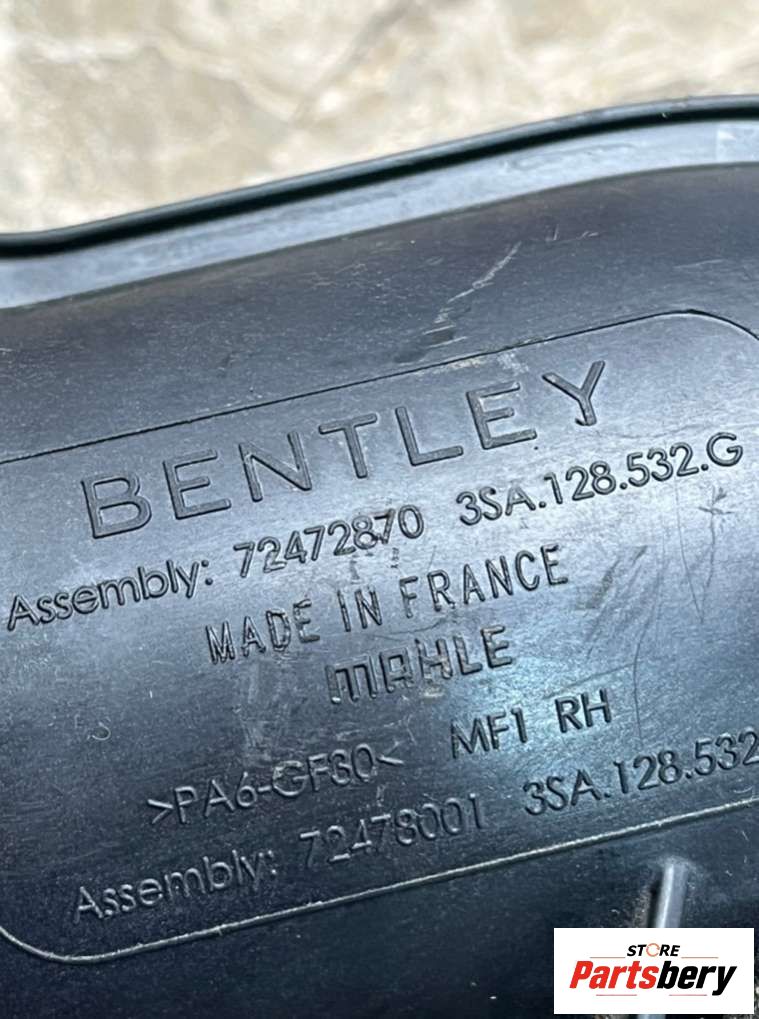 BENTLEY
Assembly: 72472870 3SA.128.532.G
MADE IN FRANCE
MAHLE
>PA6-GF30< MF1 RH
Assembly: 72478001 3SA.128.532
STORE
Partsbery